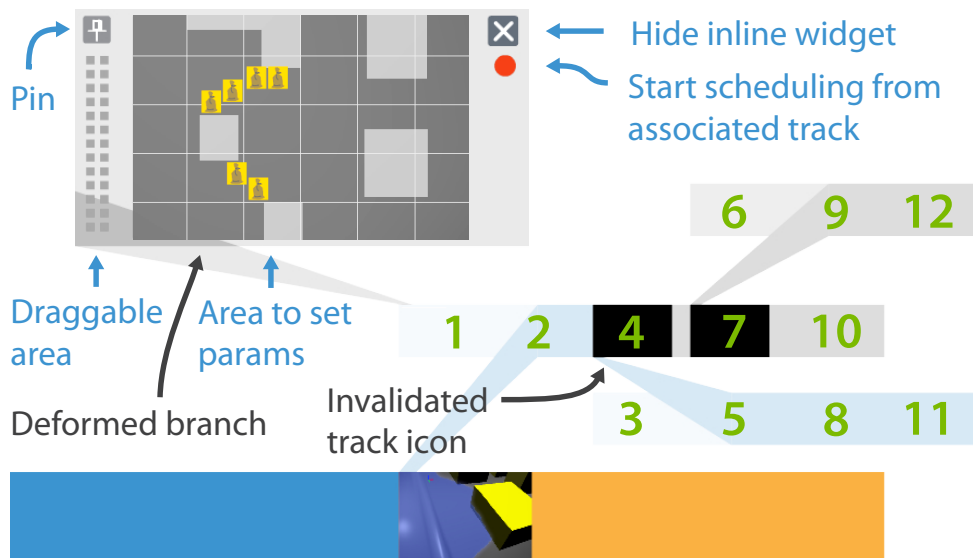 Pin
Hide inline widget
Start scheduling from
associated track
6 9 12
Draggable
area
Area to set
params
1 2 4 7 10
Deformed branch
Invalidated
track icon
3 5 8 11